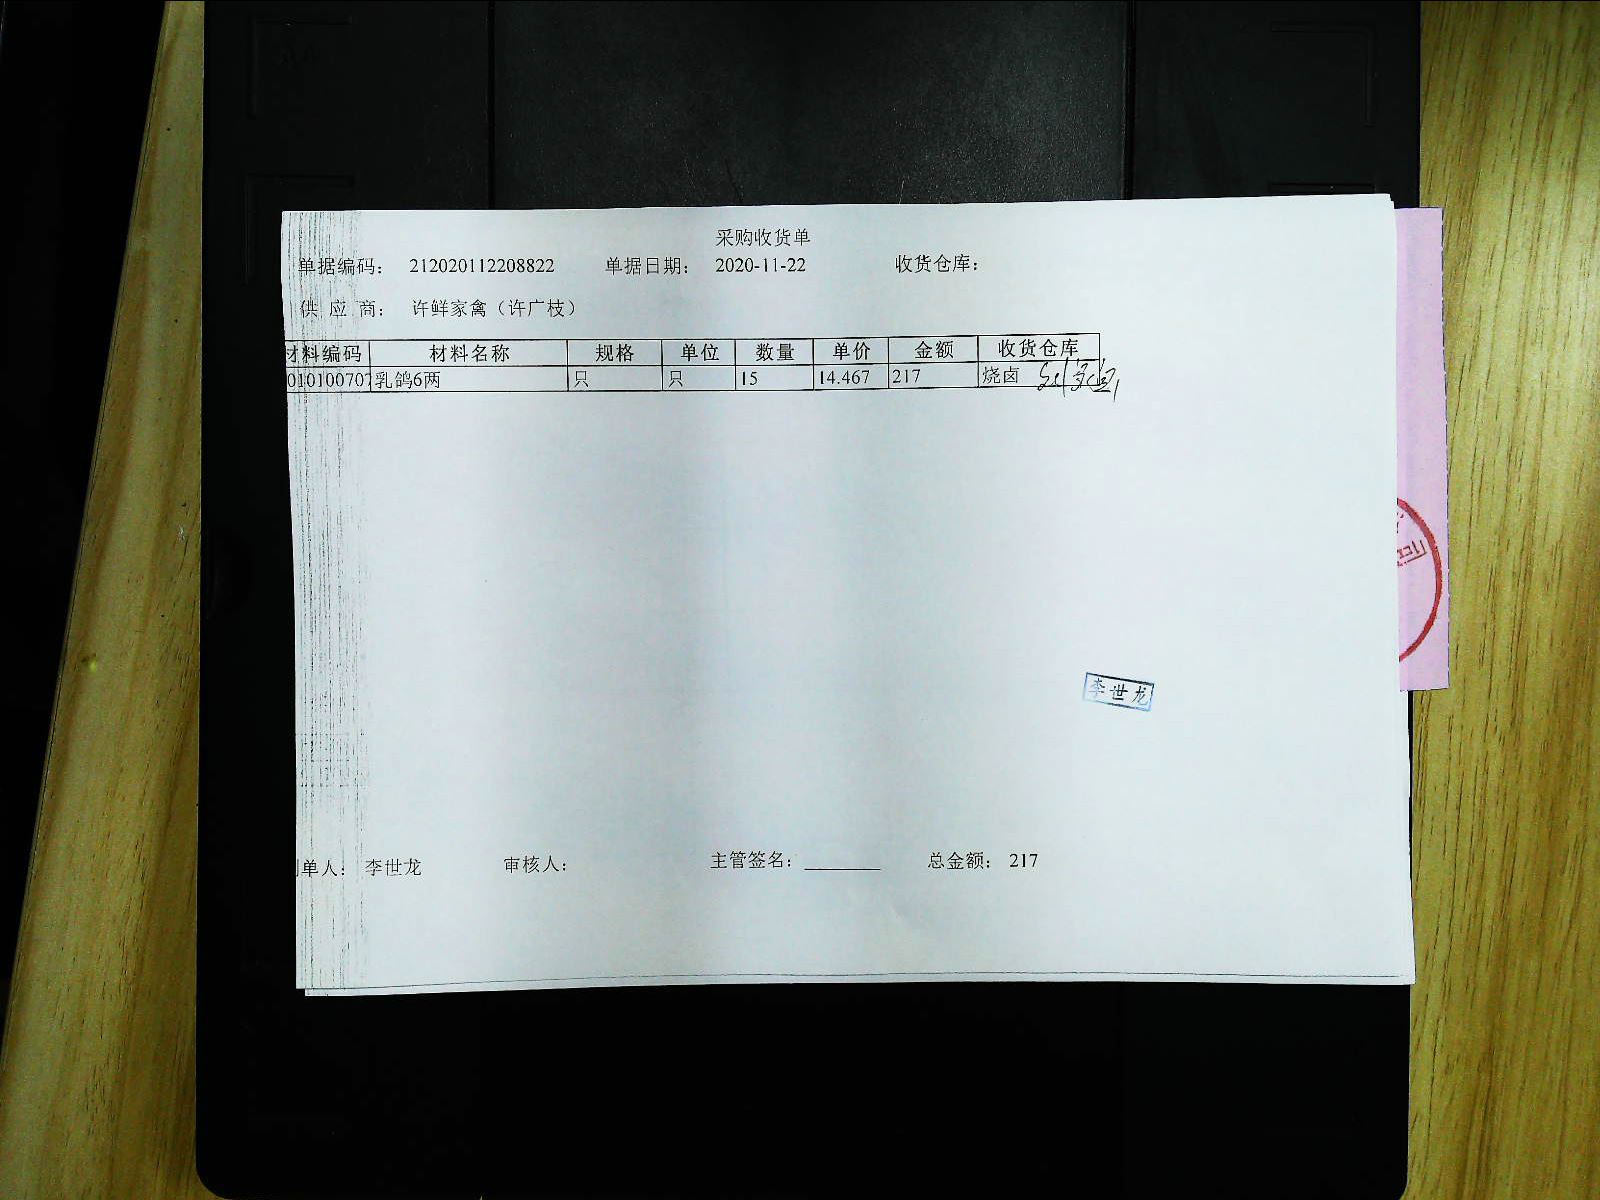 采购收货单
单据编码： 212020112208822 单据日期： 2020-11-22 收货仓库：
供 应 商： 许鲜家禽（许广枝）
材料编码 材料名称 规格 单位 数量 单价 金额 收货仓库
010100707 乳鸽6两 只 只 15 14.467 217 烧卤
李世龙
单人： 李世龙 审核人： 主管签名： 总金额： 217